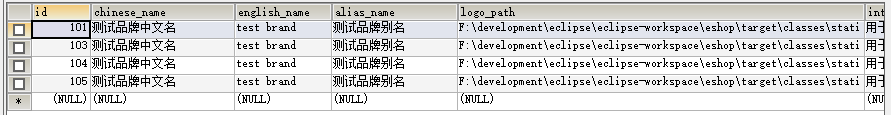 id chinese_name english_name alias_name logo_path int
101 测试品牌中文名 test brand 测试品牌别名 F:\development\eclipse\eclipse-workspace\eshop\target\classes\stati 用于
103 测试品牌中文名 test brand 测试品牌别名 F:\development\eclipse\eclipse-workspace\eshop\target\classes\stati 用于
104 测试品牌中文名 test brand 测试品牌别名 F:\development\eclipse\eclipse-workspace\eshop\target\classes\stati 用于
105 测试品牌中文名 test brand 测试品牌别名 F:\development\eclipse\eclipse-workspace\eshop\target\classes\stati 用于
* (NULL) (NULL) (NULL) (NULL) (NULL) (NU